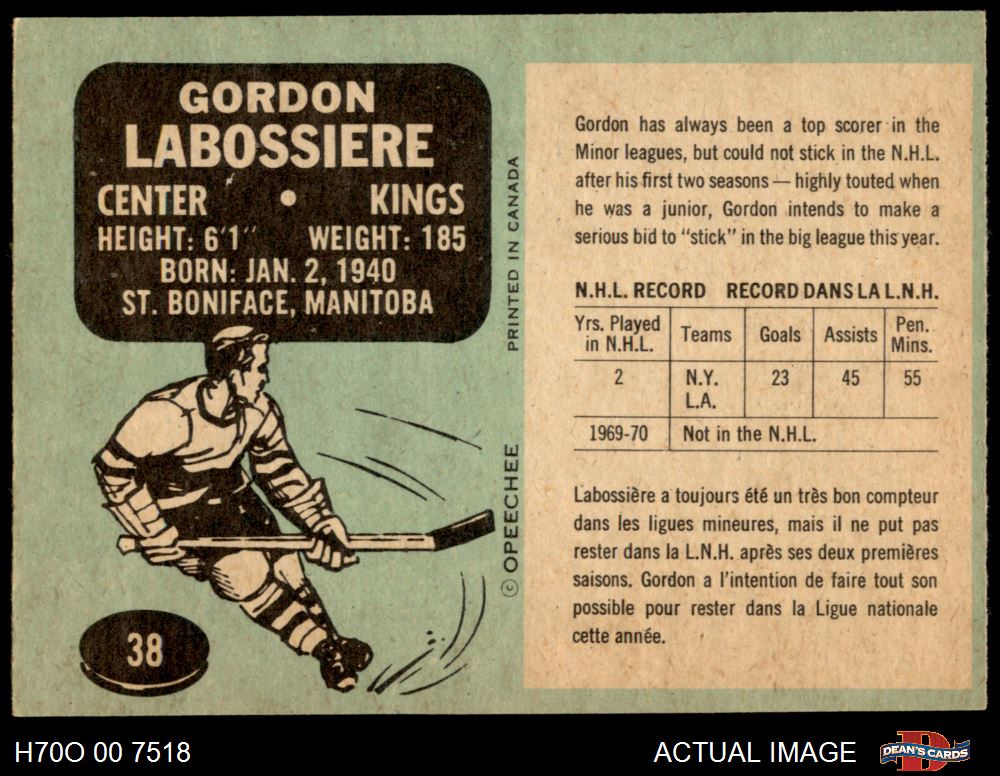 GORDON
LABOSSIERE
CENTER • KINGS
HEIGHT: 6'1" WEIGHT: 185
BORN: JAN. 2, 1940
ST. BONIFACE, MANITOBA
38
© OPEECHEE PRINTED IN CANADA
Gordon has always been a top scorer in the
Minor leagues, but could not stick in the N.H.L.
after his first two seasons — highly touted when
he was a junior, Gordon intends to make a
serious bid to "stick" in the big league this year.
N.H.L. RECORD RECORD DANS LA L.N.H.
Yrs. Played Teams Goals Assists Pen.
in N.H.L. Mins.
2 N.Y. 23 45 55
L.A.
1969-70 Not in the N.H.L.
Labossière a toujours été un très bon compteur
dans les ligues mineures, mais il ne put pas
rester dans la L.N.H. après ses deux premières
saisons. Gordon a l'intention de faire tout son
possible pour rester dans la Ligue nationale
cette année.
H70O 00 7518 ACTUAL IMAGE D DEAN'S CARDS